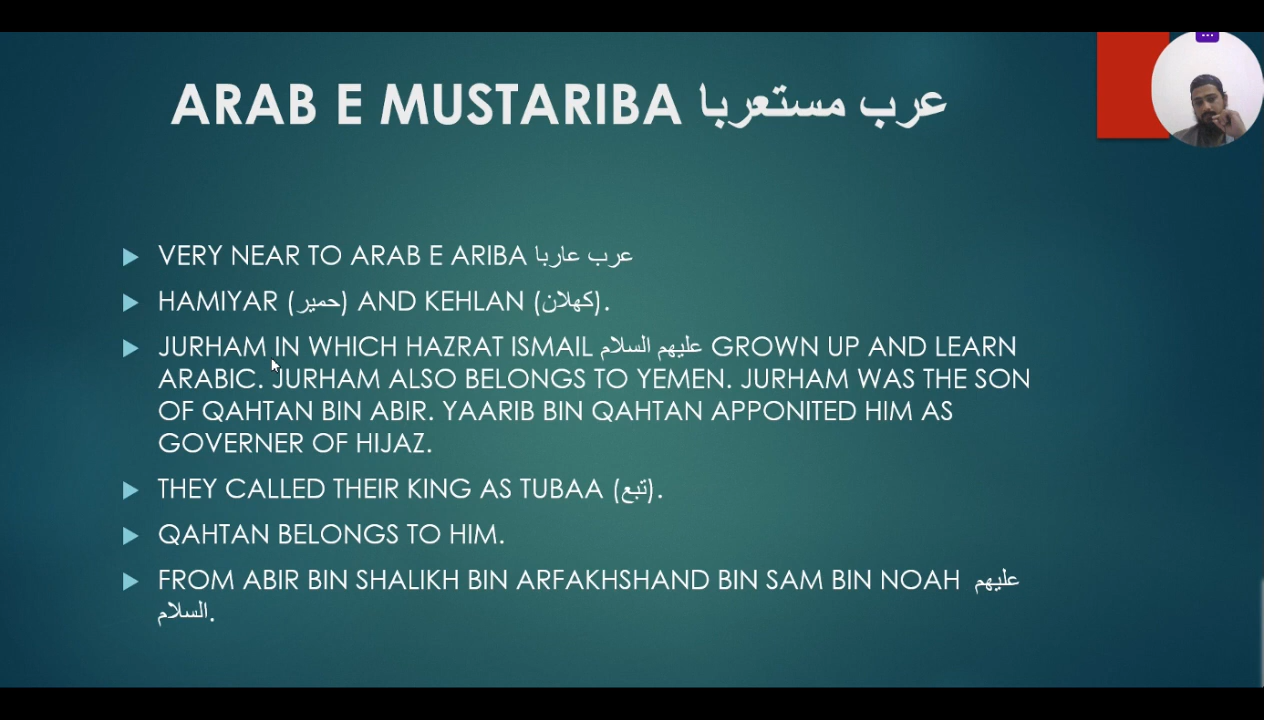 ARAB E MUSTARIBA عرب مستعربا
VERY NEAR TO ARAB E ARIBA عرب عاربا
HAMIYAR (حمیر) AND KEHLAN (کھلان).
JURHAM IN WHICH HAZRAT ISMAIL علیھم السلام GROWN UP AND LEARN
ARABIC. JURHAM ALSO BELONGS TO YEMEN. JURHAM WAS THE SON
OF QAHTAN BIN ABIR. YAARIB BIN QAHTAN APPONITED HIM AS
GOVERNER OF HIJAZ.
THEY CALLED THEIR KING AS TUBAA (تبع).
QAHTAN BELONGS TO HIM.
FROM ABIR BIN SHALIKH BIN ARFAKHSHAND BIN SAM BIN NOAH علیھم
السلام.